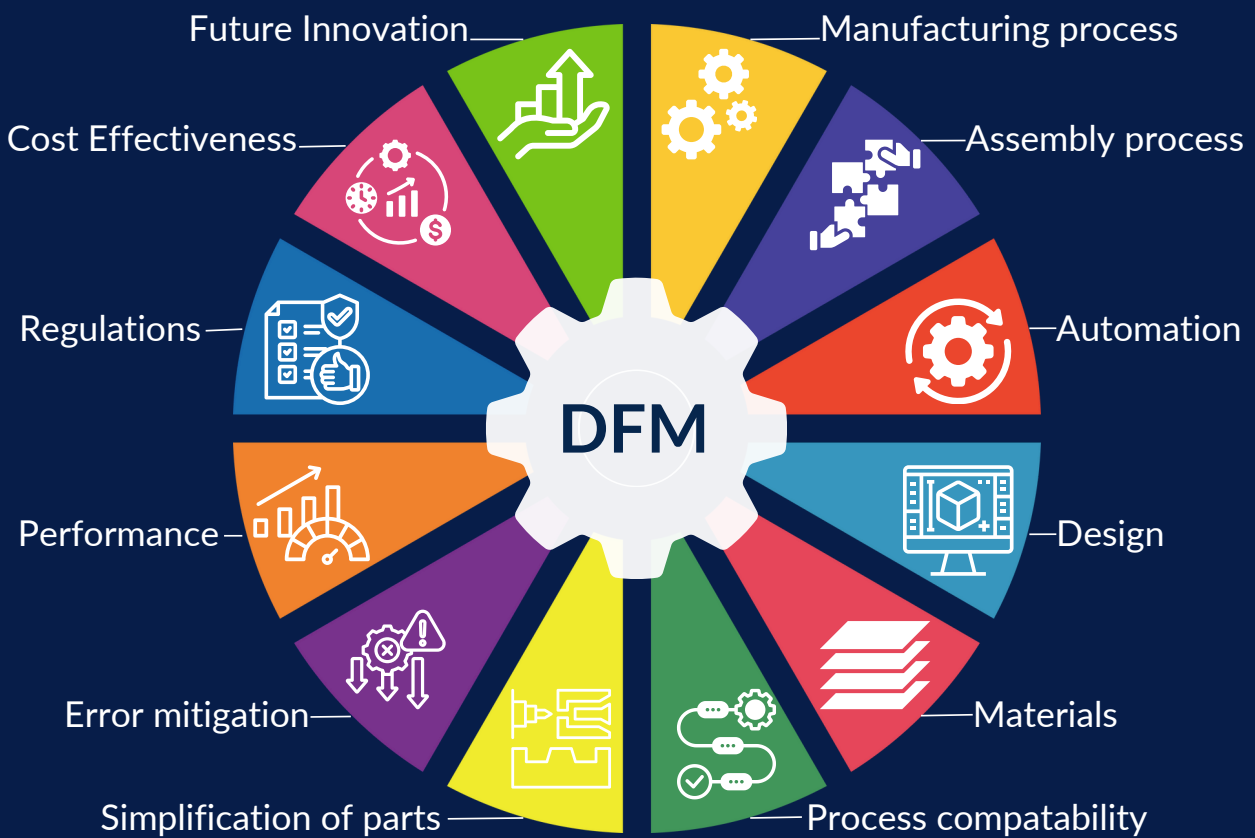 Future Innovation
Manufacturing process
Cost Effectiveness
Assembly process
Regulations
Automation
DFM
Performance
Design
Error mitigation
Materials
Simplification of parts
Process compatability